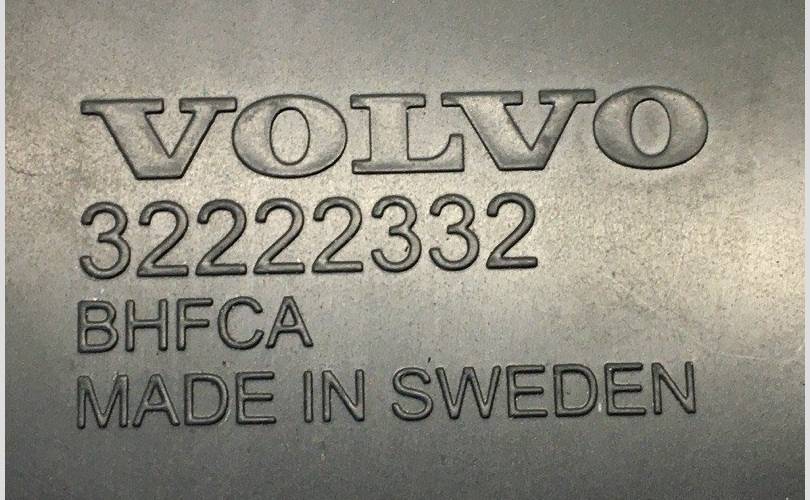 VOLVO
32222332
BHFCA
MADE IN SWEDEN